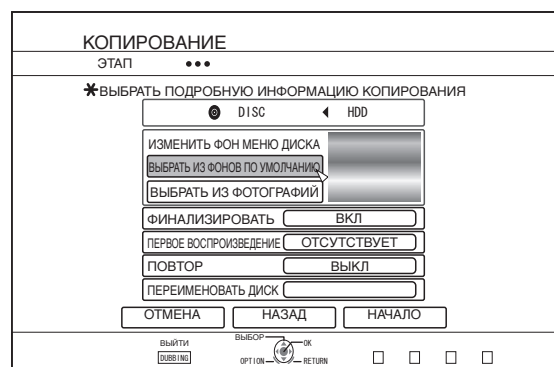 КОПИРОВАНИЕ
ЭТАП
ВЫБРАТЬ ПОДРОБНУЮ ИНФОРМАЦИЮ КОПИРОВАНИЯ
DISC HDD
ИЗМЕНИТЬ ФОН МЕНЮ ДИСКА
ВЫБРАТЬ ИЗ ФОНОВ ПО УМОЛЧАНИЮ
ВЫБРАТЬ ИЗ ФОТОГРАФИЙ
ФИНАЛИЗИРОВАТЬ ВКЛ
ПЕРВОЕ ВОСПРОИЗВЕДЕНИЕ ОТСУТСТВУЕТ
ПОВТОР ВЫКЛ
ПЕРЕИМЕНОВАТЬ ДИСК
ОТМЕНА НАЗАД НАЧАЛО
ВЫЙТИ ВЫБОР OK
DUBBING OPTION RETURN